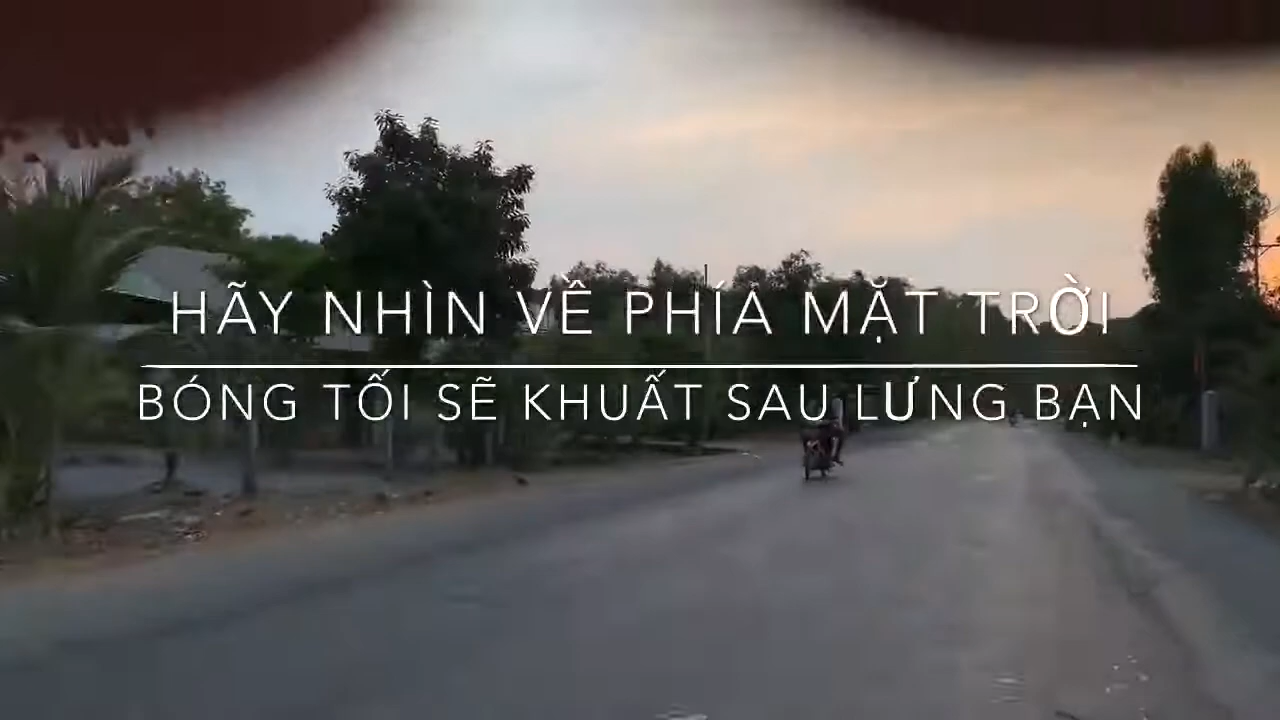 HÃY NHÌN VỀ PHÍA MẶT TRỜI
BÓNG TỐI SẼ KHUẤT SAU LƯNG BẠN